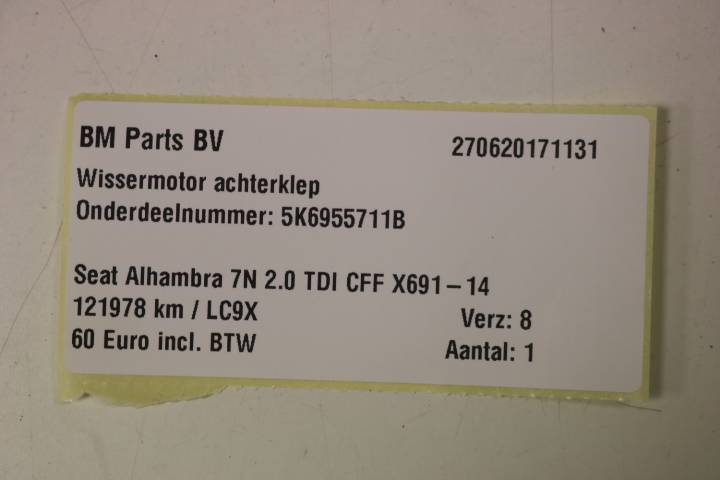 BM Parts BV 270620171131
Wissermotor achterklep
Onderdeelnummer: 5K6955711B
Seat Alhambra 7N 2.0 TDI CFF X691-14
121978 km / LC9X Verz: 8
60 Euro incl. BTW Aantal: 1